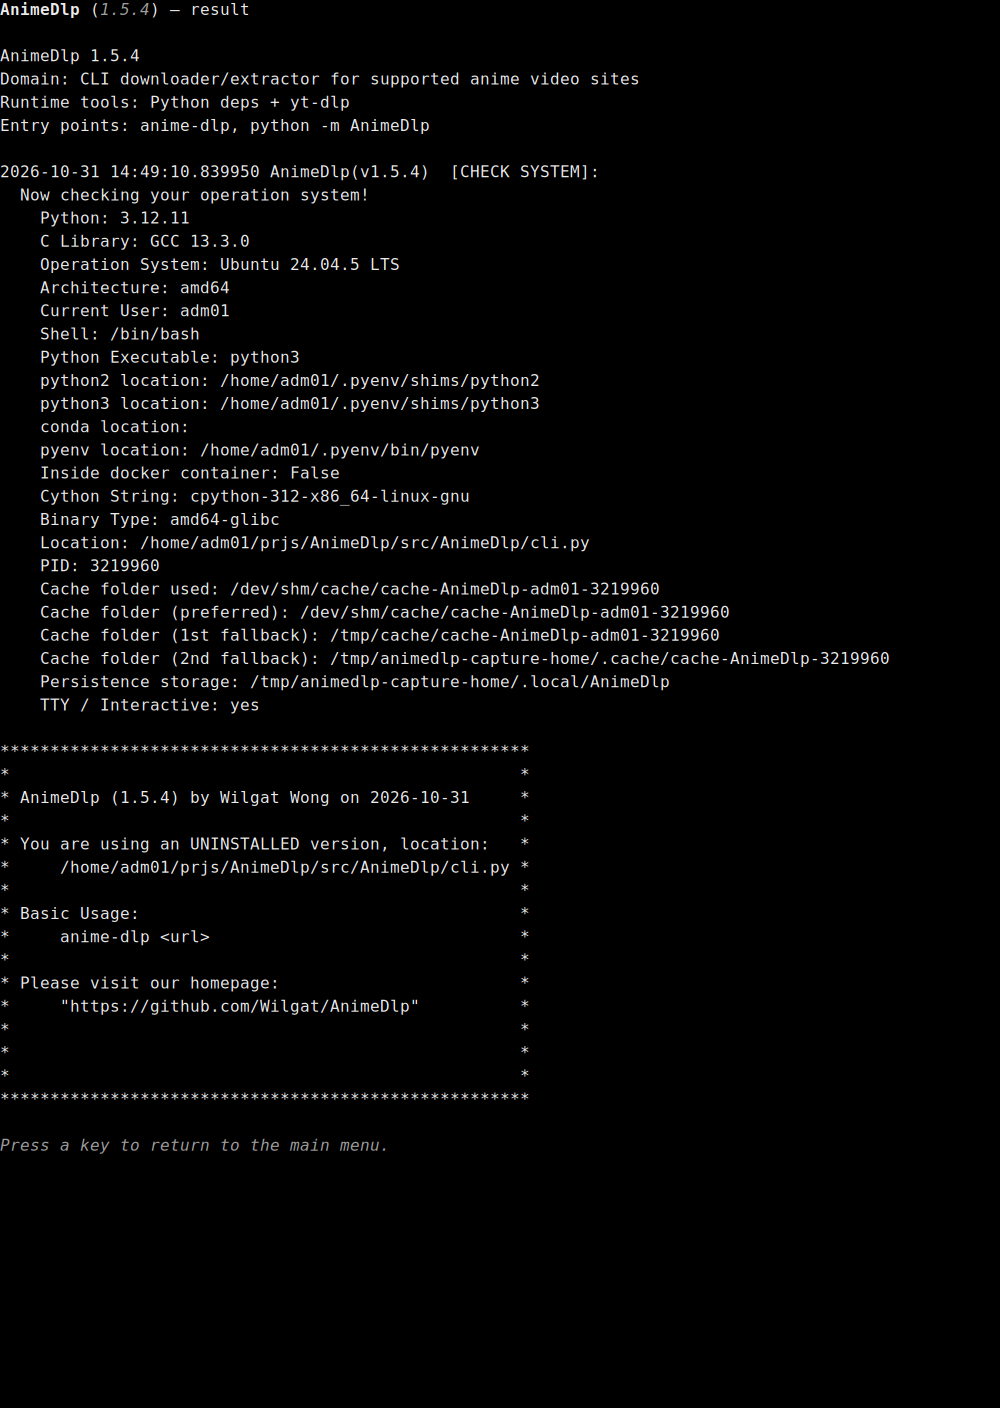 AnimeDlp (1.5.4) — result
AnimeDlp 1.5.4
Domain: CLI downloader/extractor for supported anime video sites
Runtime tools: Python deps + yt-dlp
Entry points: anime-dlp, python -m AnimeDlp
2026-10-31 14:49:10.839950 AnimeDlp(v1.5.4)  [CHECK SYSTEM]:
  Now checking your operation system!
    Python: 3.12.11
    C Library: GCC 13.3.0
    Operation System: Ubuntu 24.04.5 LTS
    Architecture: amd64
    Current User: adm01
    Shell: /bin/bash
    Python Executable: python3
    python2 location: /home/adm01/.pyenv/shims/python2
    python3 location: /home/adm01/.pyenv/shims/python3
    conda location:
    pyenv location: /home/adm01/.pyenv/bin/pyenv
    Inside docker container: False
    Cython String: cpython-312-x86_64-linux-gnu
    Binary Type: amd64-glibc
    Location: /home/adm01/prjs/AnimeDlp/src/AnimeDlp/cli.py
    PID: 3219960
    Cache folder used: /dev/shm/cache/cache-AnimeDlp-adm01-3219960
    Cache folder (preferred): /dev/shm/cache/cache-AnimeDlp-adm01-3219960
    Cache folder (1st fallback): /tmp/cache/cache-AnimeDlp-adm01-3219960
    Cache folder (2nd fallback): /tmp/animedlp-capture-home/.cache/cache-AnimeDlp-3219960
    Persistence storage: /tmp/animedlp-capture-home/.local/AnimeDlp
    TTY / Interactive: yes
*****************************************************
*                                                   *
* AnimeDlp (1.5.4) by Wilgat Wong on 2026-10-31     *
*                                                   *
* You are using an UNINSTALLED version, location:   *
*     /home/adm01/prjs/AnimeDlp/src/AnimeDlp/cli.py *
*                                                   *
* Basic Usage:                                      *
*     anime-dlp <url>                               *
*                                                   *
* Please visit our homepage:                        *
*     "https://github.com/Wilgat/AnimeDlp"          *
*                                                   *
*                                                   *
*                                                   *
*****************************************************
Press a key to return to the main menu.